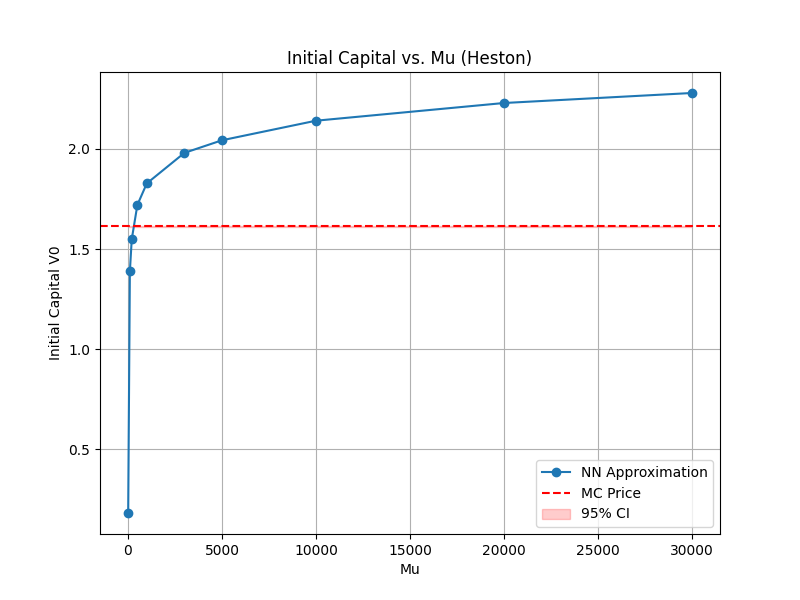 Initial Capital vs. Mu (Heston)
Initial Capital V0
2.0
1.5
1.0
0.5
NN Approximation
MC Price
95% CI
0 5000 10000 15000 20000 25000 30000
Mu